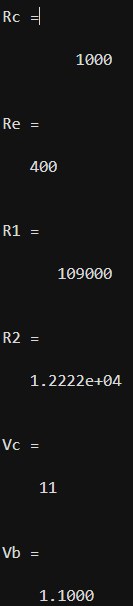 Rc =
1000
Re =
400
R1 =
109000
R2 =
1.2222e+04
Vc =
11
Vb =
1.1000